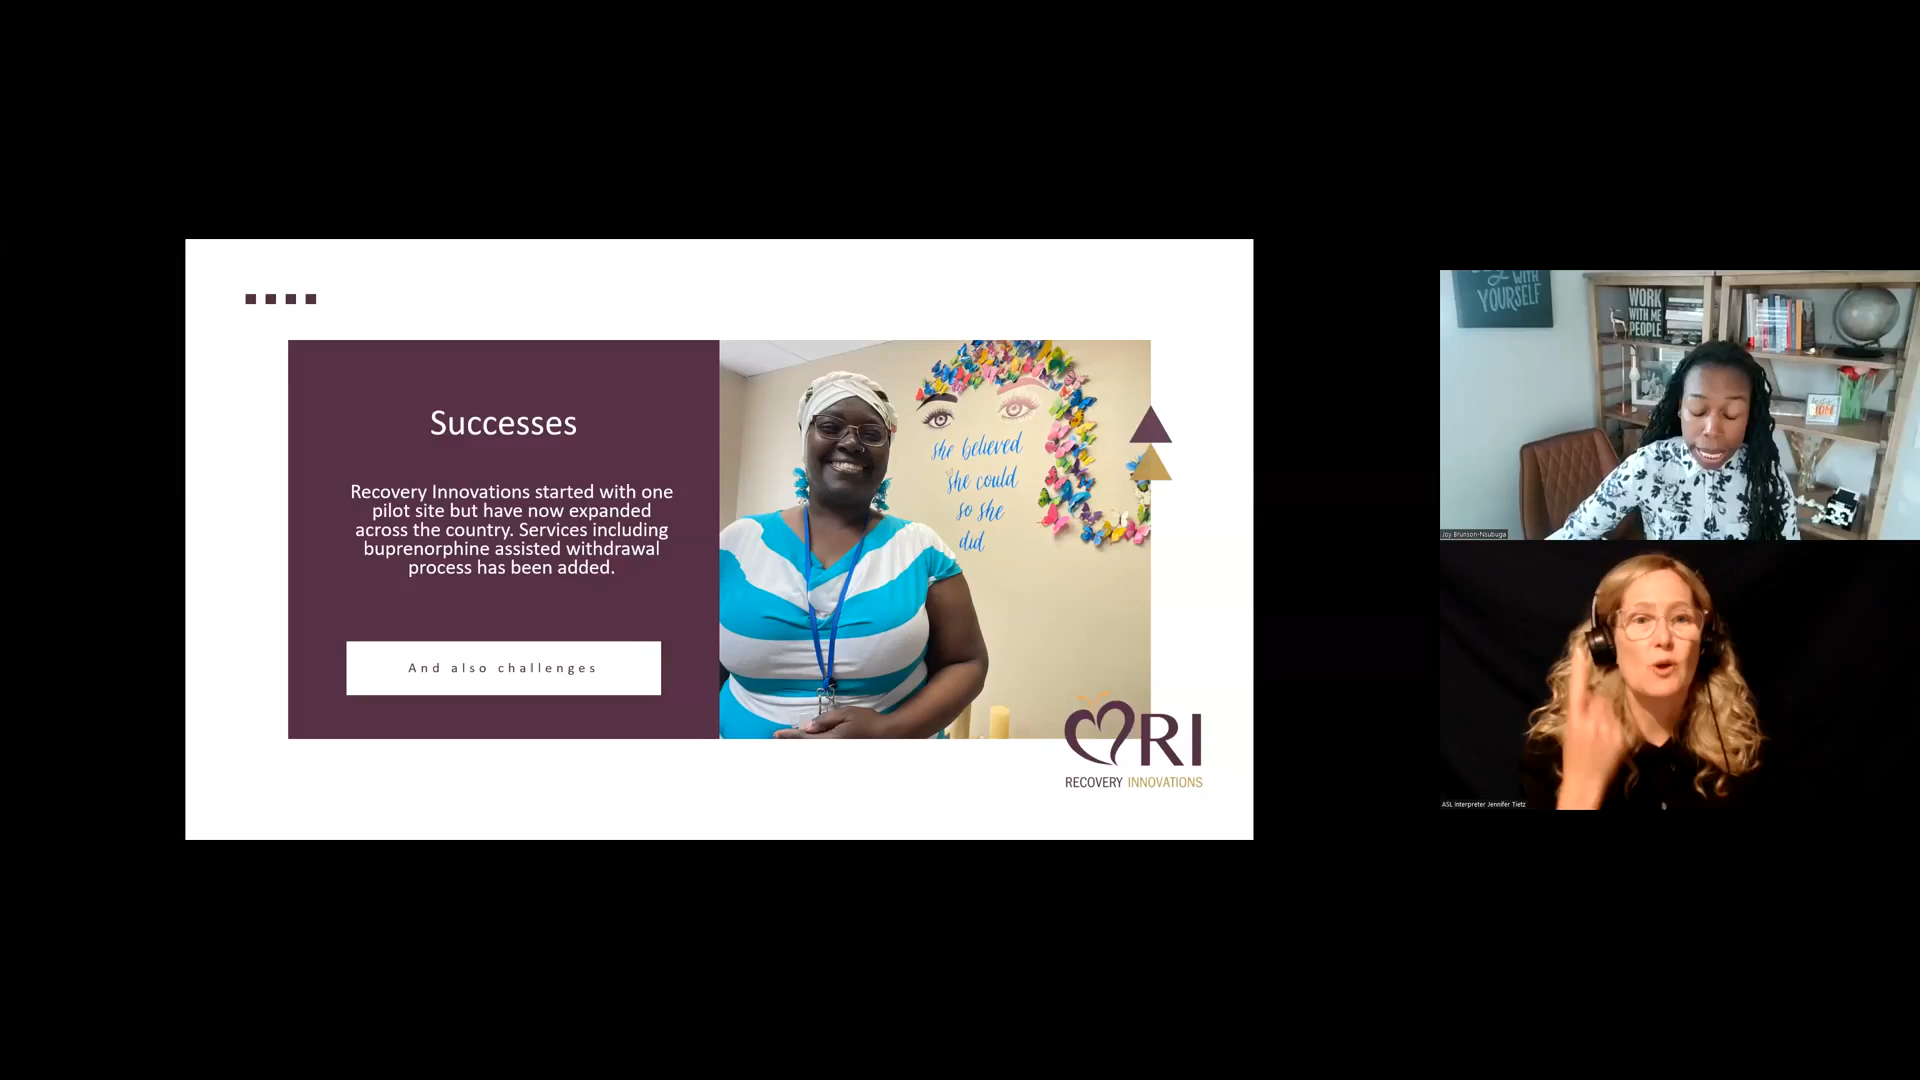 Successes
Recovery Innovations started with one
pilot site but have now expanded
across the country. Services including
buprenorphine assisted withdrawal
process has been added.
And also challenges
she believed
she could
so she
did
RI
RECOVERY INNOVATIONS
WITH
YOURSELF
WORK
WITH ME
PEOPLE
Joy Brunson-Nsubuga
ASL Interpreter Jennifer Tietz